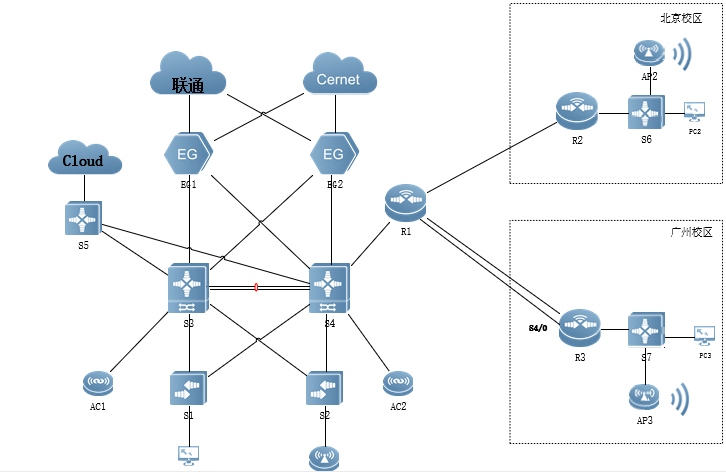 北京校区
联通
Cernet
AP2
EG
EG
R2
S6
PC2
Cloud
EG1
EG2
S5
R1
广州校区
S3
S4
S4/0
R3
S7
PC3
AC1
S1
S2
AC2
AP3